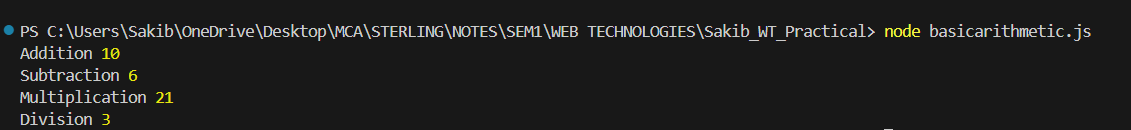 PS C:\Users\Sakib\OneDrive\Desktop\MCA\STERLING\NOTES\SEM1\WEB TECHNOLOGIES\Sakib_WT_Practical> node basicarithmetic.js
Addition 10
Subtraction 6
Multiplication 21
Division 3